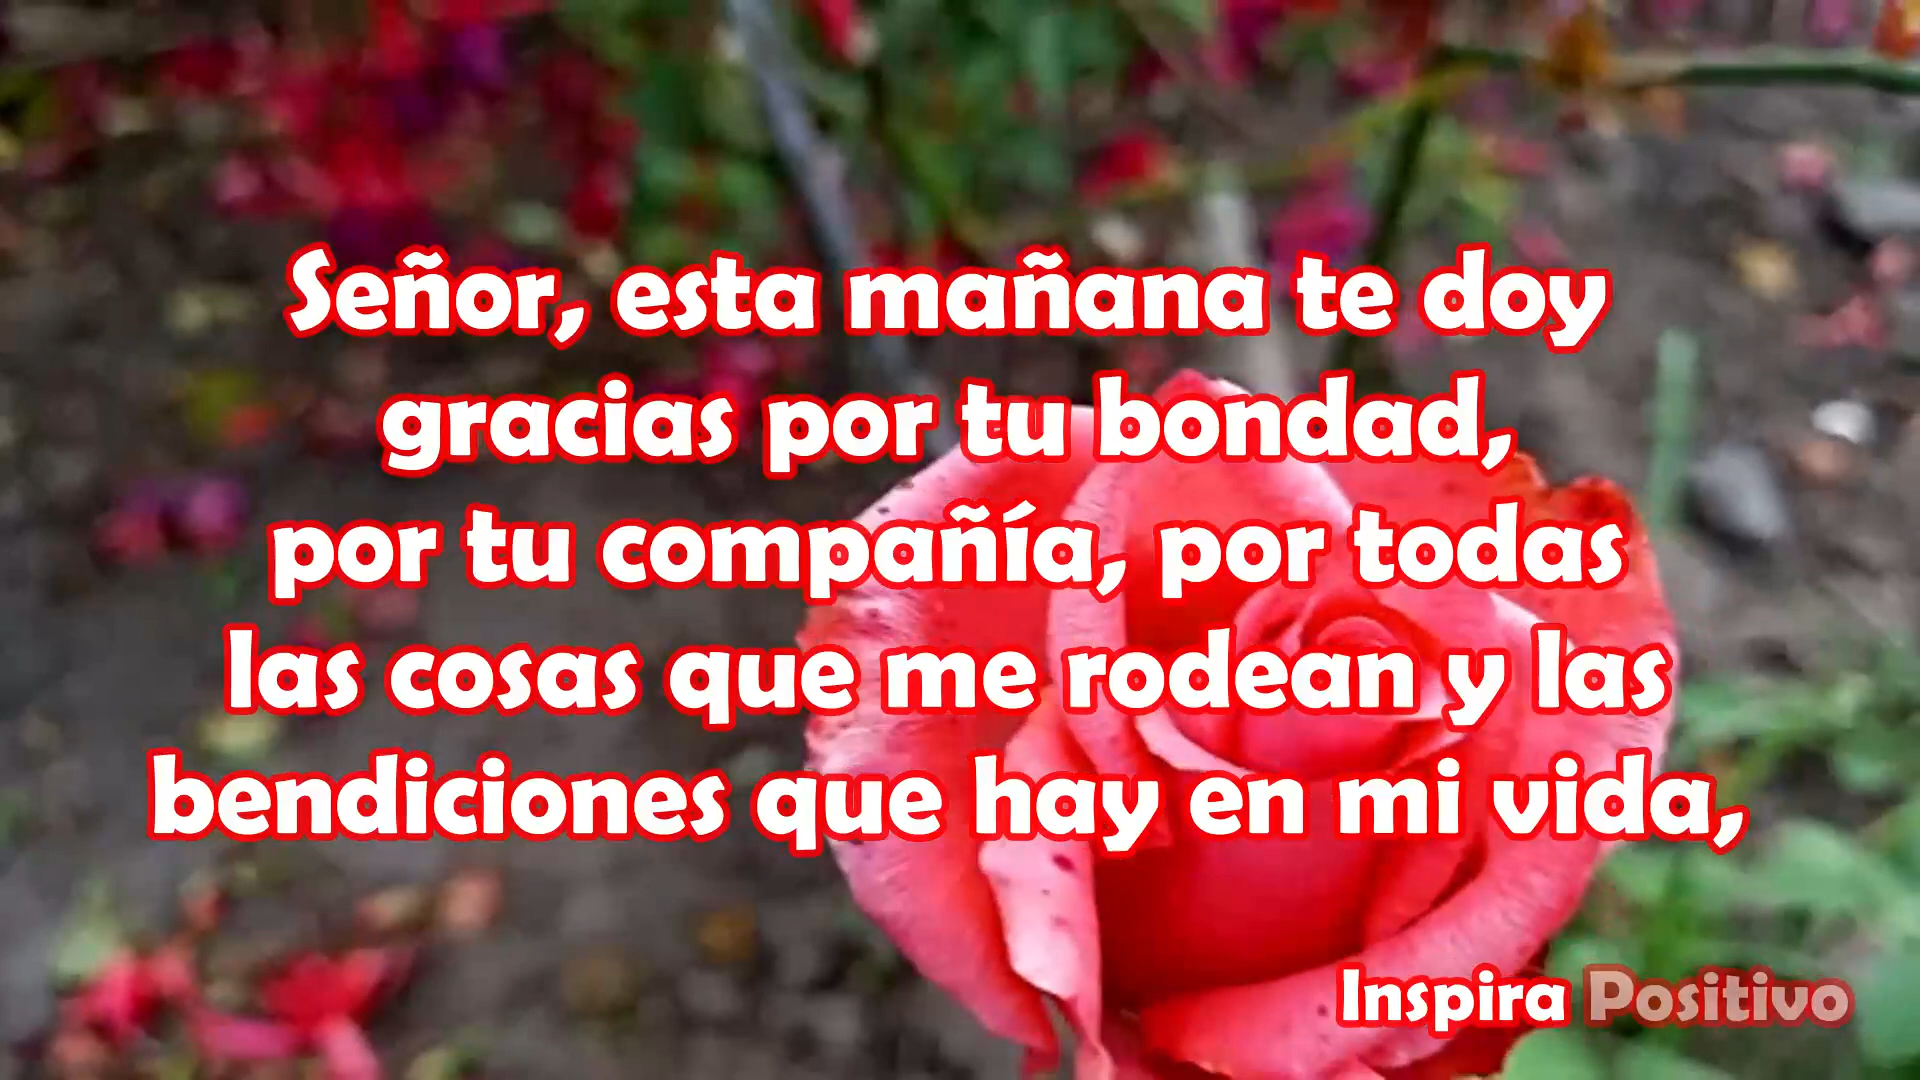 Señor, esta mañana te doy
gracias por tu bondad,
por tu compañía, por todas
las cosas que me rodean y las
bendiciones que hay en mi vida,
Inspira Positivo